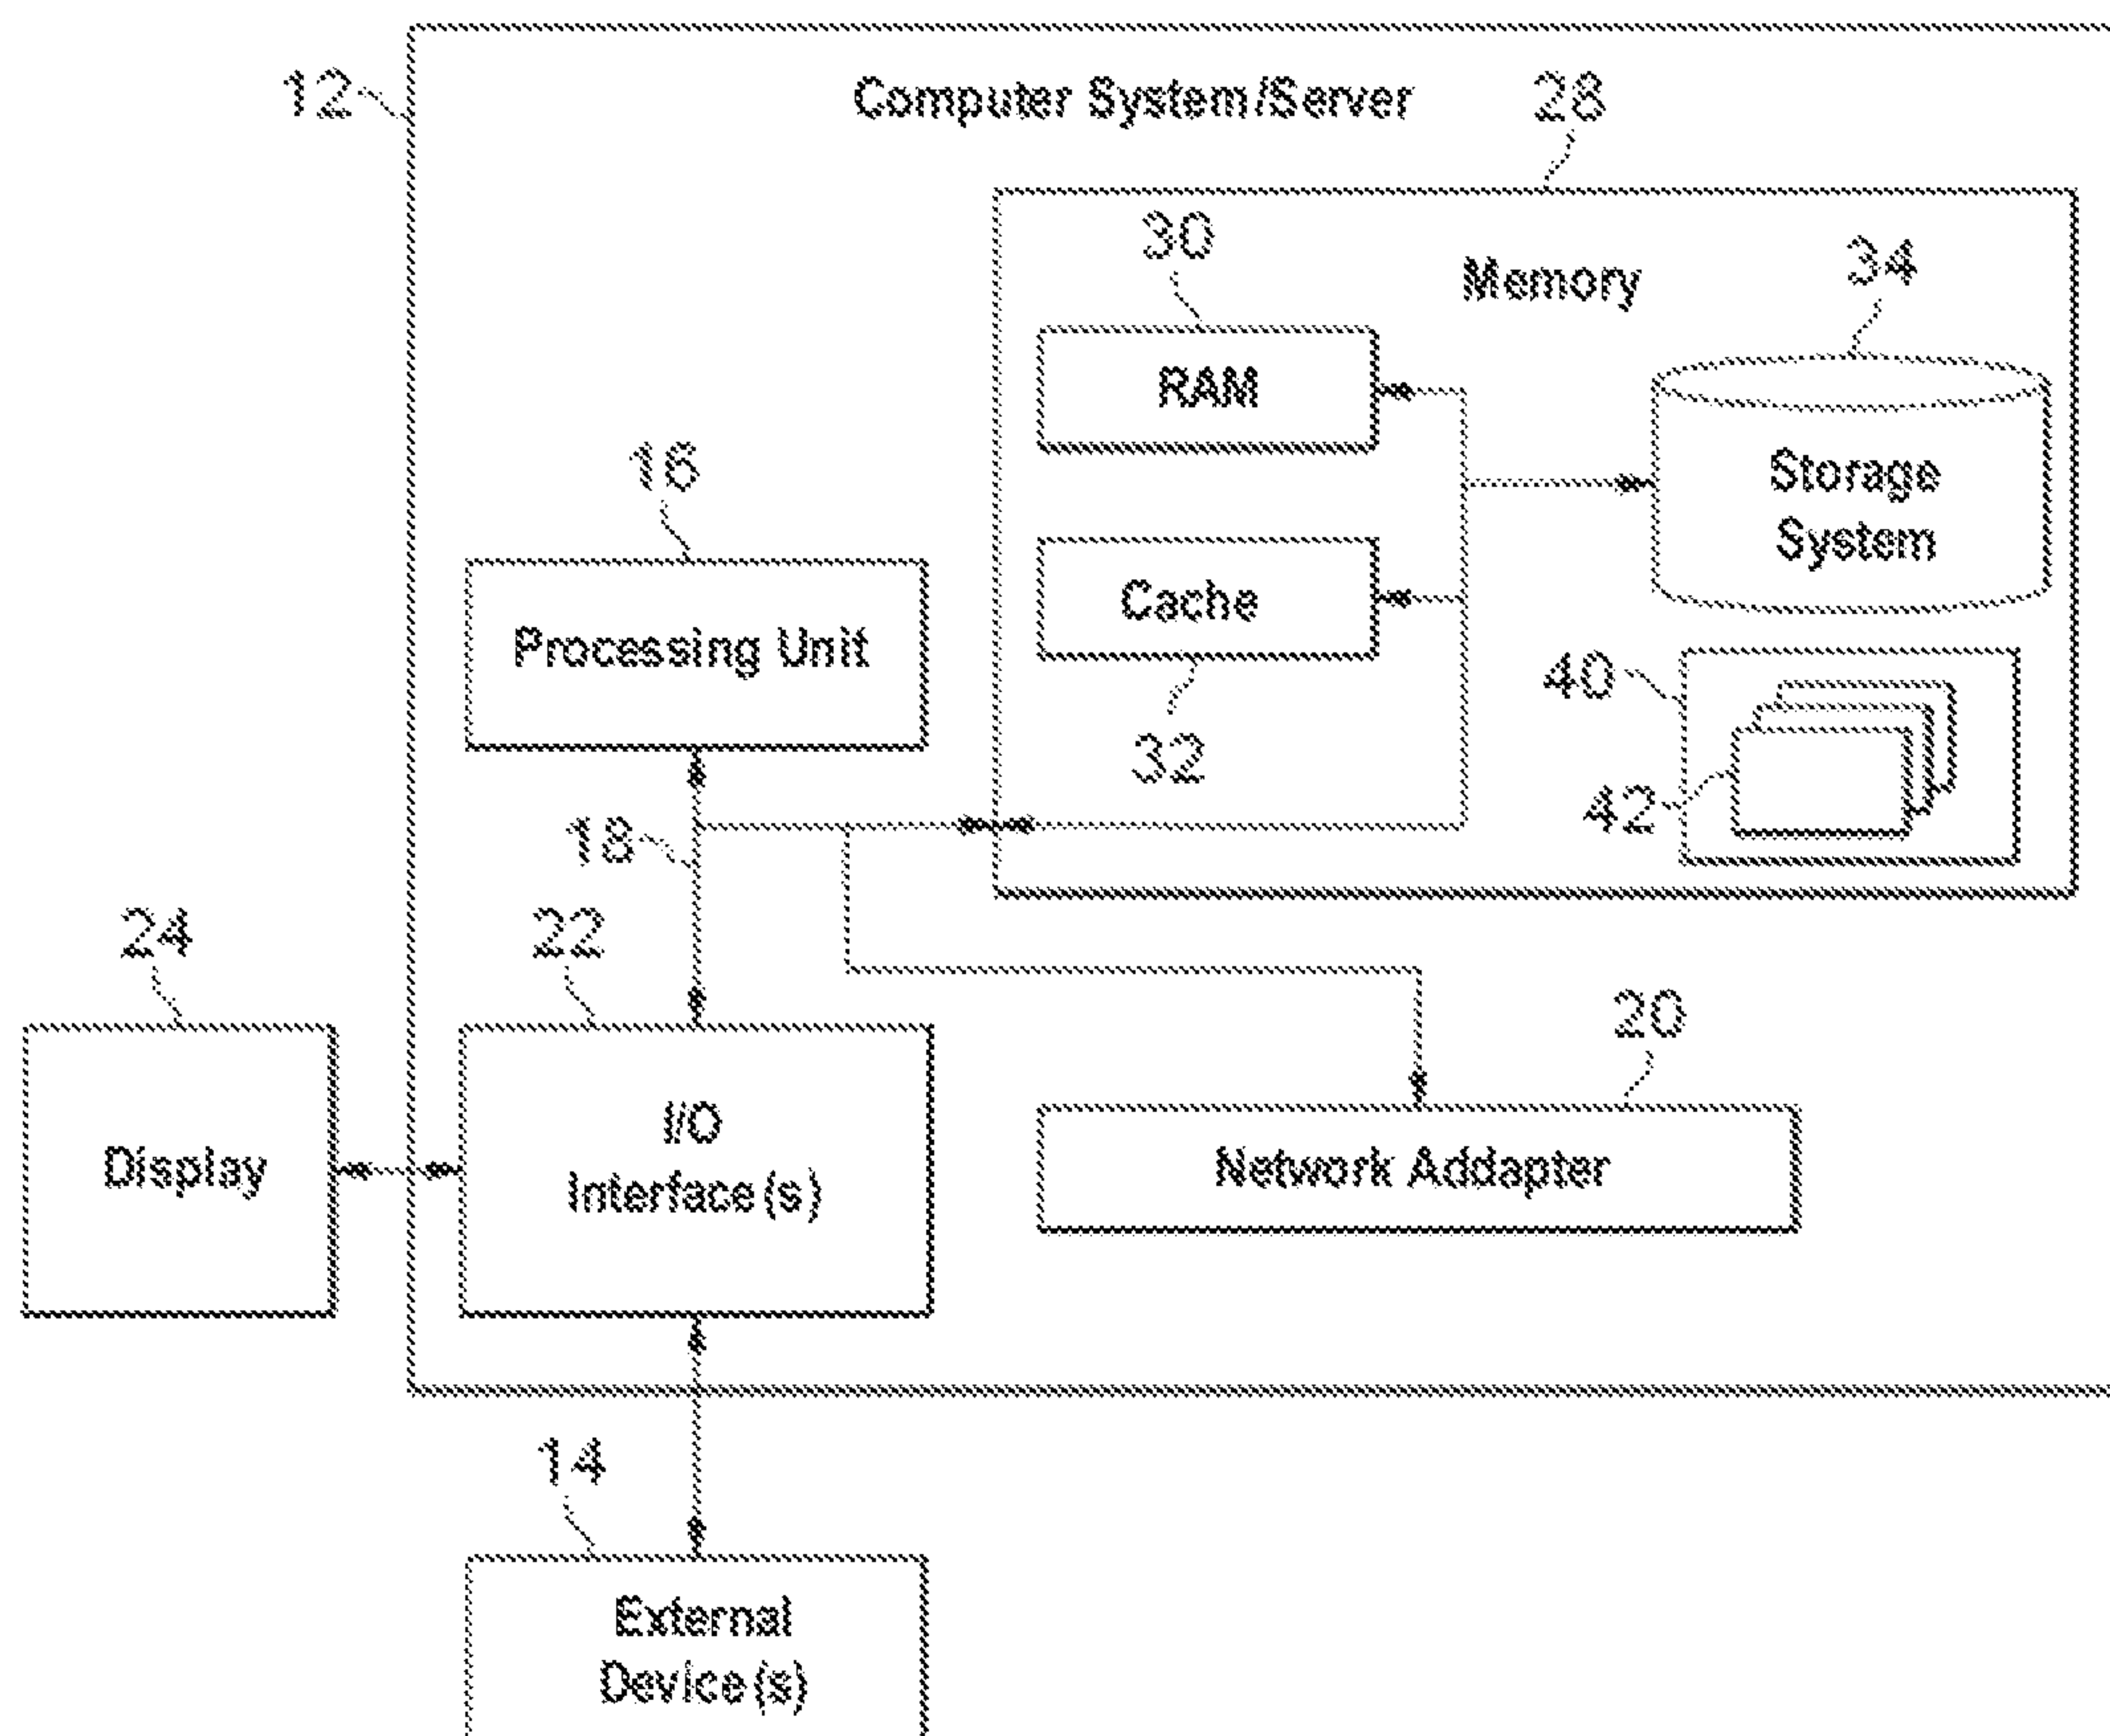 12
Computer System/Server
28
30
Memory
34
RAM
16
Storage
System
Cache
Processing Unit
40
32
42
18
24
22
20
I/O
Interface(s)
Display
Network Addapter
14
External
Device(s)